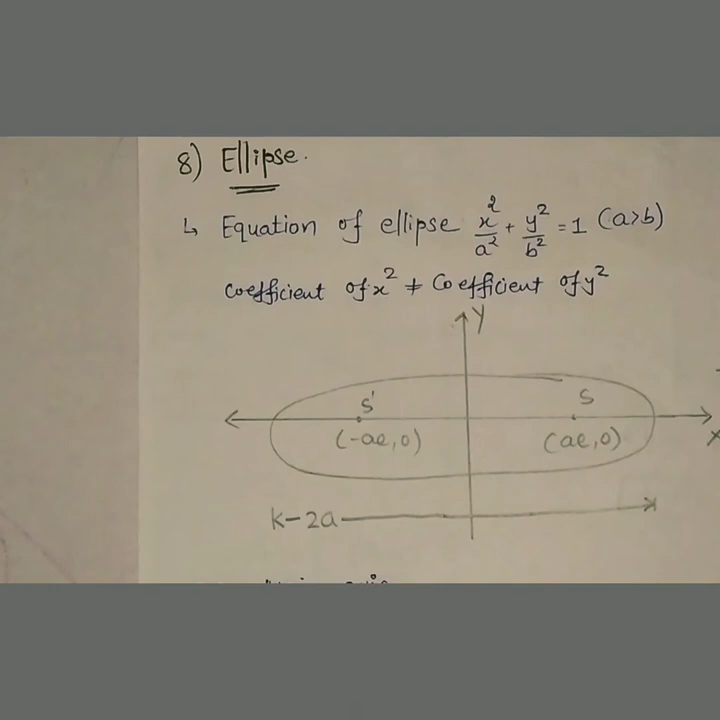 8) Ellipse.
↳ Equation of ellipse x²/a² + y²/b² = 1 (a>b)
coefficient of x² ≠ Coefficient of y²
Y
S' S
X
(-ae,0) (ae,0)
k-2a